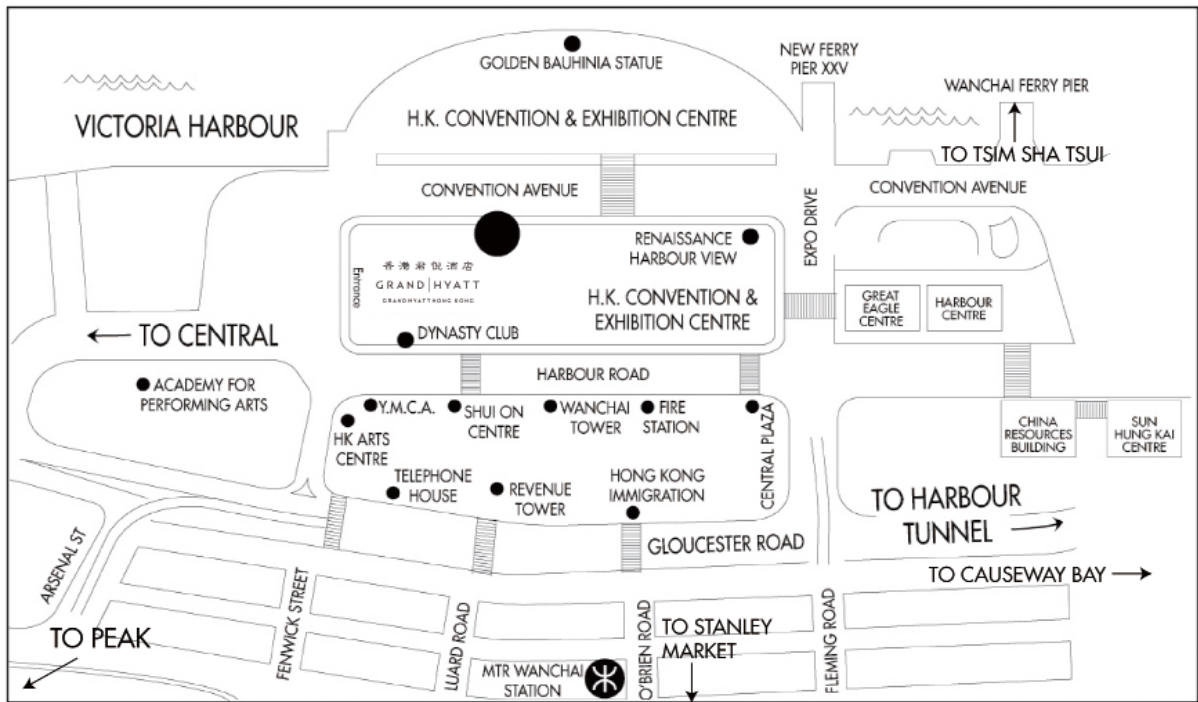 GOLDEN BAUHINIA STATUE
NEW FERRY
PIER XXV
WANCHAI FERRY PIER
VICTORIA HARBOUR
H.K. CONVENTION & EXHIBITION CENTRE
TO TSIM SHA TSUI
CONVENTION AVENUE
CONVENTION AVENUE
EXPO DRIVE
RENAISSANCE
HARBOUR VIEW
Entrance
香港君悅酒店
GRAND|HYATT
GRAND HYATT HONG KONG
H.K. CONVENTION &
EXHIBITION CENTRE
GREAT
EAGLE
CENTRE
HARBOUR
CENTRE
TO CENTRAL
DYNASTY CLUB
HARBOUR ROAD
ACADEMY FOR
PERFORMING ARTS
Y.M.C.A.
HK ARTS
CENTRE
SHUI ON
CENTRE
WANCHAI
TOWER
FIRE
STATION
CENTRAL PLAZA
CHINA
RESOURCES
BUILDING
SUN
HUNG KAI
CENTRE
TELEPHONE
HOUSE
REVENUE
TOWER
HONG KONG
IMMIGRATION
TO HARBOUR
TUNNEL
GLOUCESTER ROAD
TO CAUSEWAY BAY
ARSENAL ST
FENWICK STREET
LUARD ROAD
O'BRIEN ROAD
FLEMING ROAD
TO PEAK
MTR WANCHAI
STATION
TO STANLEY
MARKET